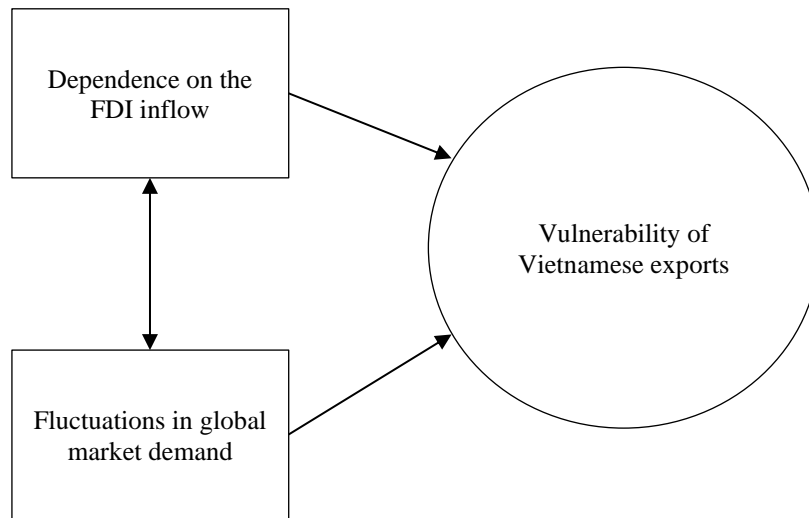 Dependence on the
FDI inflow
Vulnerability of
Vietnamese exports
Fluctuations in global
market demand